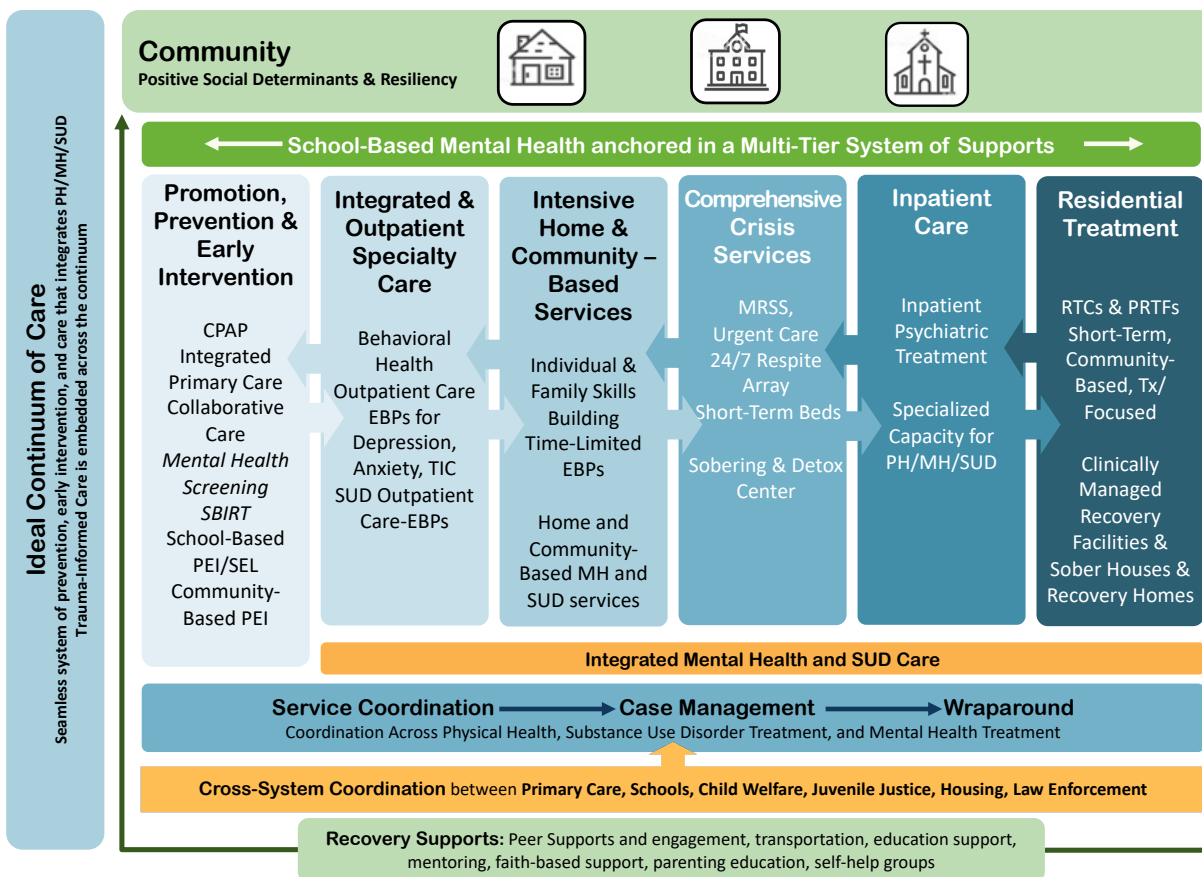 Ideal Continuum of Care
Seamless system of prevention, early intervention, and care that integrates PH/MH/SUD
Trauma-Informed Care is embedded across the continuum
Community
Positive Social Determinants & Resiliency
School-Based Mental Health anchored in a Multi-Tier System of Supports
Promotion,
Prevention &
Early
Intervention
CPAP
Integrated
Primary Care
Collaborative
Care
Mental Health
Screening
SBIRT
School-Based
PEI/SEL
Community-
Based PEI
Integrated &
Outpatient
Specialty
Care
Behavioral
Health
Outpatient Care
EBPs for
Depression,
Anxiety, TIC
SUD Outpatient
Care-EBPs
Intensive
Home &
Community –
Based
Services
Individual &
Family Skills
Building
Time-Limited
EBPs
Home and
Community-
Based MH and
SUD services
Comprehensive
Crisis
Services
MRSS,
Urgent Care
24/7 Respite
Array
Short-Term Beds
Sobering & Detox
Center
Inpatient
Care
Inpatient
Psychiatric
Treatment
Specialized
Capacity for
PH/MH/SUD
Residential
Treatment
RTCs & PRTFs
Short-Term,
Community-
Based, Tx/
Focused
Clinically
Managed
Recovery
Facilities &
Sober Houses &
Recovery Homes
Integrated Mental Health and SUD Care
Service Coordination Case Management Wraparound
Coordination Across Physical Health, Substance Use Disorder Treatment, and Mental Health Treatment
Cross-System Coordination between Primary Care, Schools, Child Welfare, Juvenile Justice, Housing, Law Enforcement
Recovery Supports: Peer Supports and engagement, transportation, education support,
mentoring, faith-based support, parenting education, self-help groups